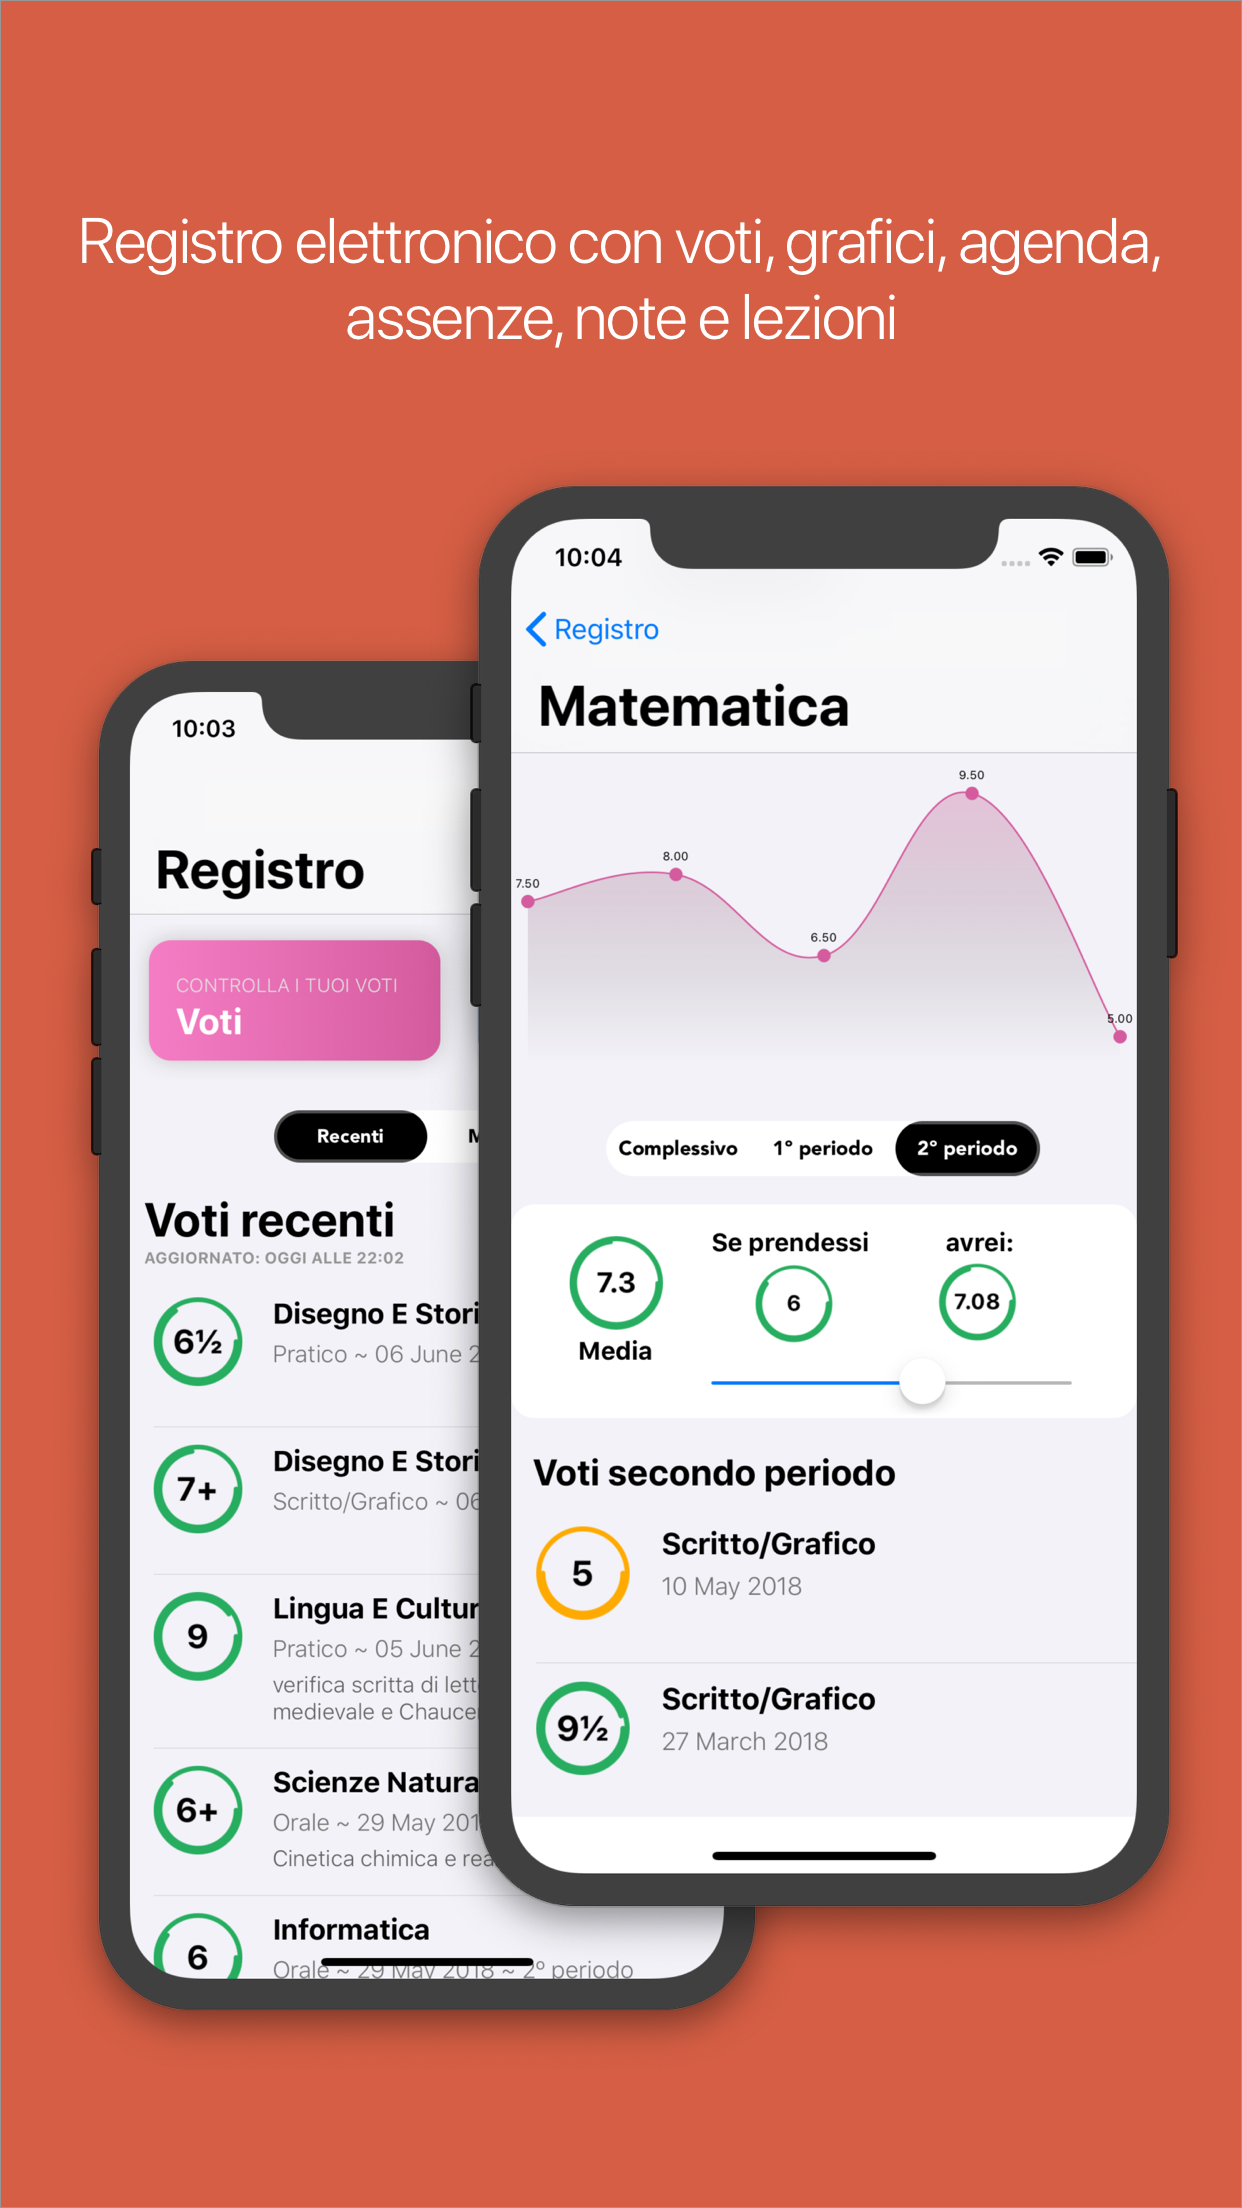 Registro elettronico con voti, grafici, agenda,
assenze, note e lezioni
10:03
Registro
CONTROLLA I TUOI VOTI
Voti
Recenti
Voti recenti
AGGIORNATO: OGGI ALLE 22:02
6½
Disegno E Stori
Pratico ~ 06 June 2
7+
Disegno E Stori
Scritto/Grafico ~ 06
9
Lingua E Cultur
Pratico ~ 05 June 2
verifica scritta di lett
medievale e Chaucer
6+
Scienze Natura
Orale ~ 29 May 201
Cinetica chimica e rea
6
Informatica
Orale ~ 29 May 2018 ~ 2° periodo
10:04
Registro
Matematica
9.50
8.00
7.50
6.50
5.00
Complessivo 1° periodo 2° periodo
Se prendessi avrei:
7.3 6 7.08
Media
Voti secondo periodo
5
Scritto/Grafico
10 May 2018
9½
Scritto/Grafico
27 March 2018